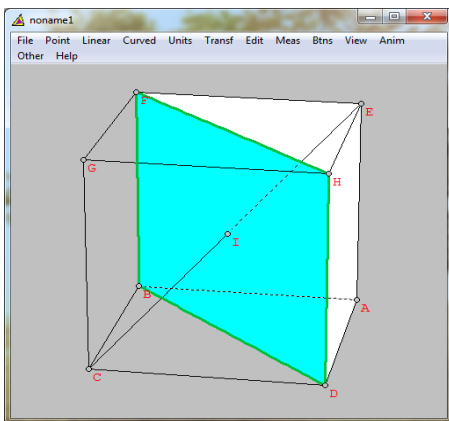 noname1
File Point Linear Curved Units Transf Edit Meas Btns View Anim
Other Help
F
E
G
H
I
B
A
C
D